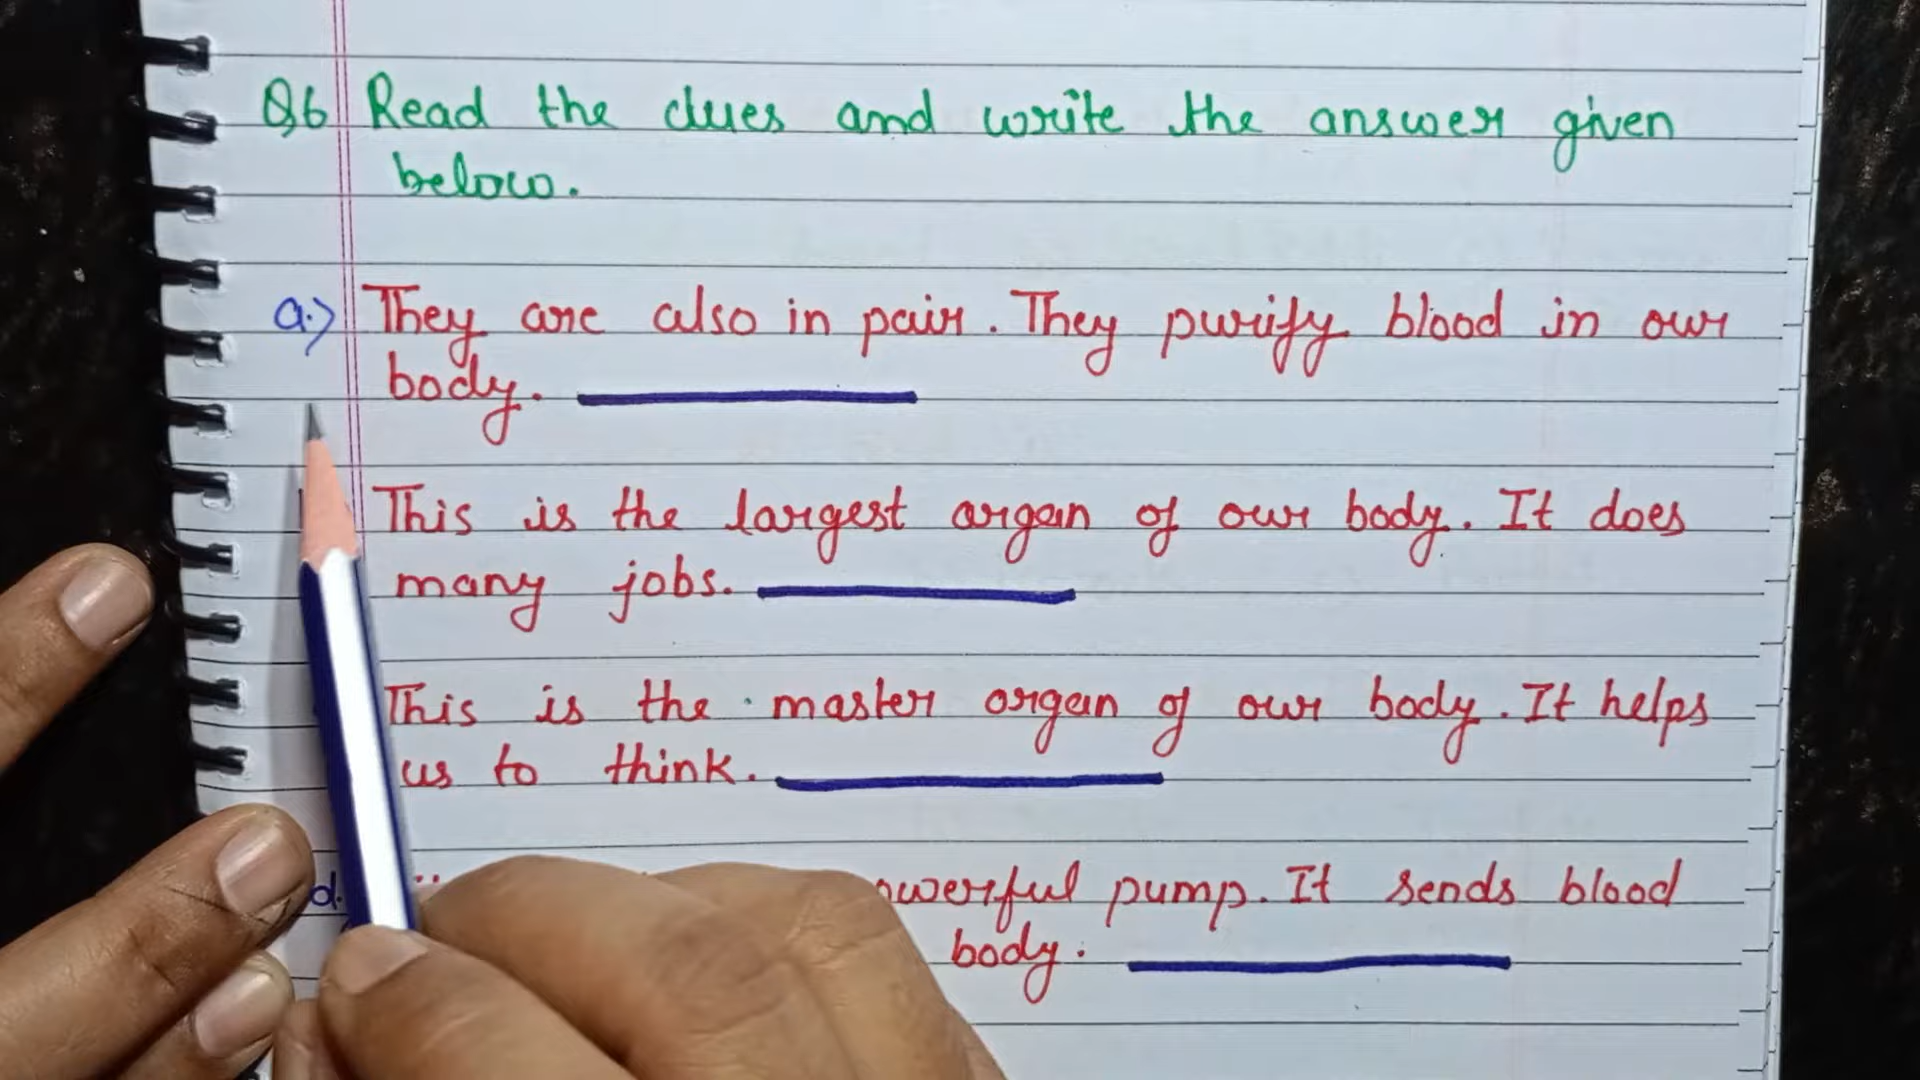 Q6 Read the clues and write the answer given
below.
a.) They are also in pair. They purify blood in our
body.
This is the largest organ of our body. It does
many jobs.
This is the master organ of our body. It helps
us to think.
d. pump. It sends blood
body.